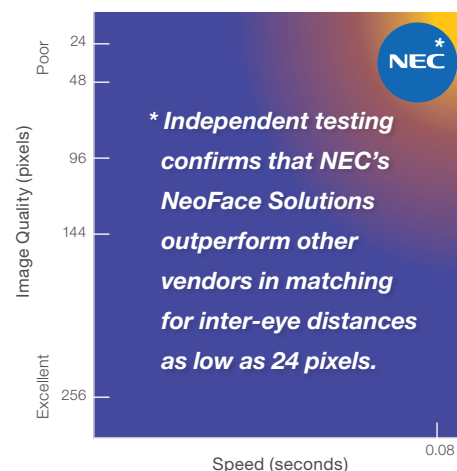 Poor
24
48
96
144
256
Excellent
Image Quality (pixels)
NEC*
* Independent testing
confirms that NEC's
NeoFace Solutions
outperform other
vendors in matching
for inter-eye distances
as low as 24 pixels.
0.08
Speed (seconds)